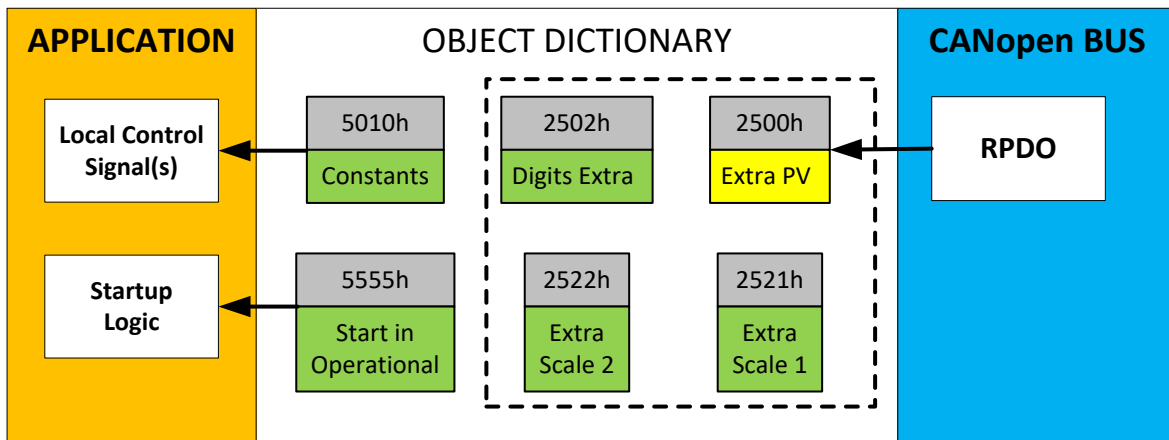 APPLICATION
OBJECT DICTIONARY
CANopen BUS
Local Control
Signal(s)
5010h
Constants
2502h
Digits Extra
2500h
Extra PV
RPDO
Startup
Logic
5555h
Start in
Operational
2522h
Extra
Scale 2
2521h
Extra
Scale 1